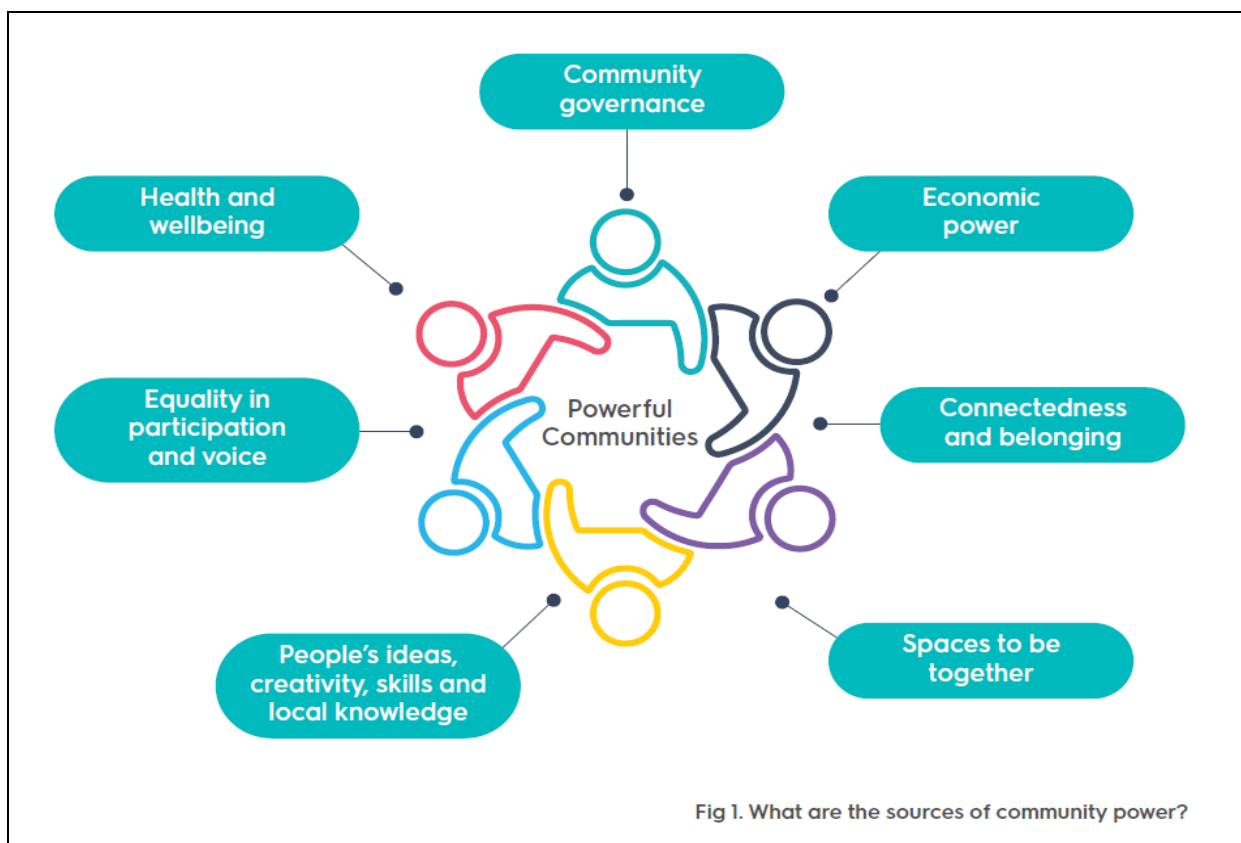 Community
governance
Health and
wellbeing
Economic
power
Equality in
participation
and voice
Powerful
Communities
Connectedness
and belonging
People's ideas,
creativity, skills and
local knowledge
Spaces to be
together
Fig 1. What are the sources of community power?